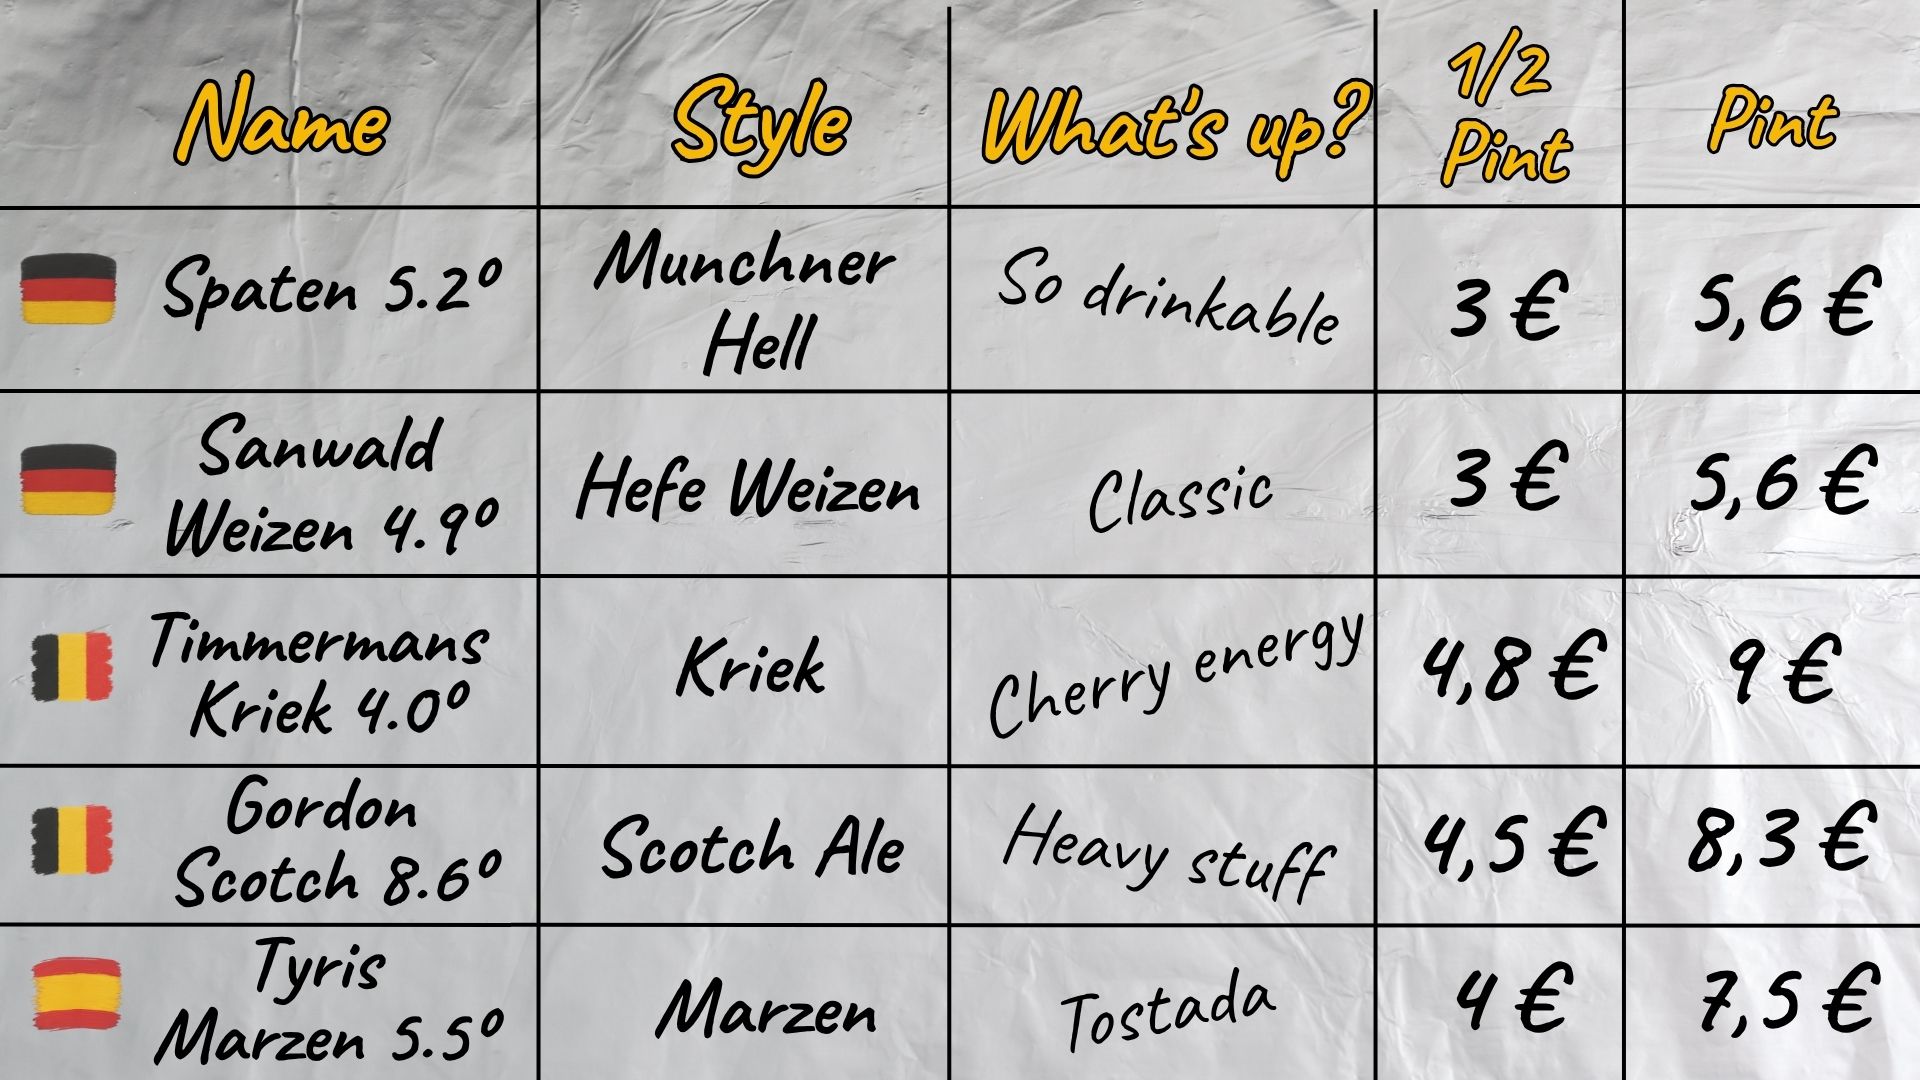 Name Style What's up? 1/2 Pint Pint
Spaten 5.2º Munchner Hell So drinkable 3 € 5,6 €
Sanwald Weizen 4.9º Hefe Weizen Classic 3 € 5,6 €
Timmermans Kriek 4.0º Kriek Cherry energy 4,8 € 9 €
Gordon Scotch 8.6º Scotch Ale Heavy stuff 4,5 € 8,3 €
Tyris Marzen 5.5º Marzen Tostada 4 € 7,5 €